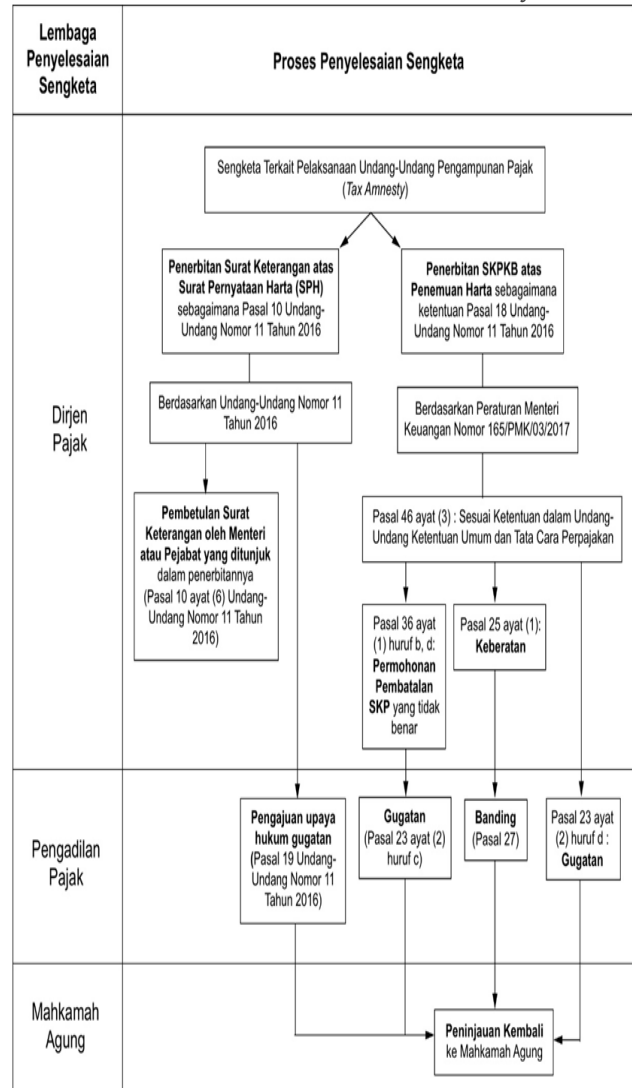 Lembaga
Penyelesaian
Sengketa
Proses Penyelesaian Sengketa
Dirjen
Pajak
Sengketa Terkait Pelaksanaan Undang-Undang Pengampunan Pajak
(Tax Amnesty)
Penerbitan Surat Keterangan atas
Surat Pernyataan Harta (SPH)
sebagaimana Pasal 10 Undang-
Undang Nomor 11 Tahun 2016
Penerbitan SKPKB atas
Penemuan Harta sebagaimana
ketentuan Pasal 18 Undang-
Undang Nomor 11 Tahun 2016
Berdasarkan Undang-Undang Nomor 11
Tahun 2016
Berdasarkan Peraturan Menteri
Keuangan Nomor 165/PMK/03/2017
Pembetulan Surat
Keterangan oleh Menteri
atau Pejabat yang ditunjuk
dalam penerbitannya
(Pasal 10 ayat (6) Undang-
Undang Nomor 11 Tahun
2016)
Pasal 46 ayat (3) : Sesuai Ketentuan dalam Undang-
Undang Ketentuan Umum dan Tata Cara Perpajakan
Pasal 36 ayat
(1) huruf b, d:
Permohonan
Pembatalan
SKP yang tidak
benar
Pasal 25 ayat (1):
Keberatan
Pengadilan
Pajak
Pengajuan upaya
hukum gugatan
(Pasal 19 Undang-
Undang Nomor 11
Tahun 2016)
Gugatan
(Pasal 23 ayat (2)
huruf c)
Banding
(Pasal 27)
Pasal 23 ayat
(2) huruf d :
Gugatan
Mahkamah
Agung
Peninjauan Kembali
ke Mahkamah Agung